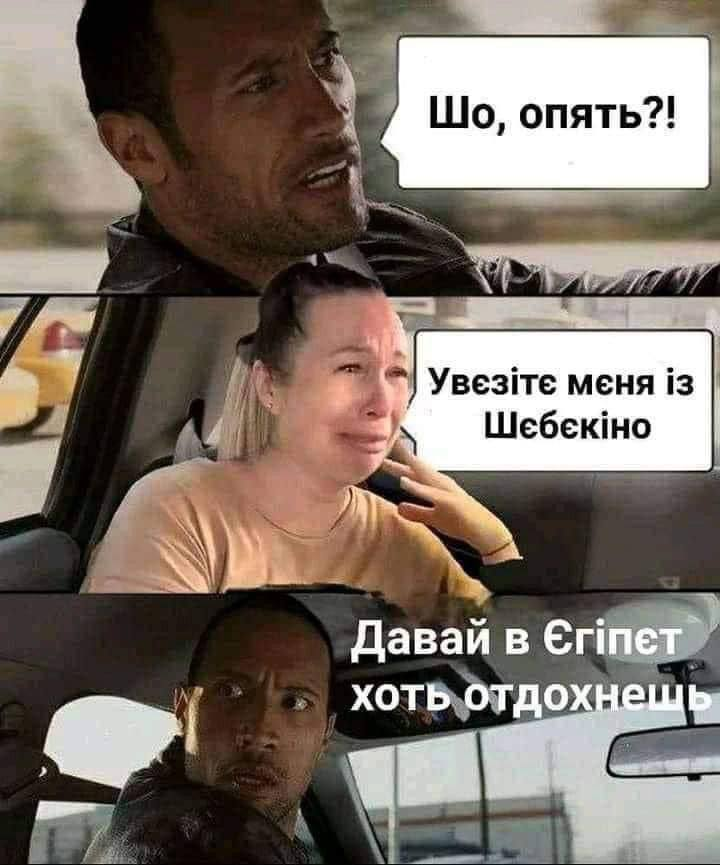 Шо, опять?!
Увєзітє мєня із
Шєбєкіно
Давай в Єгіпєт
хоть отдохнешь